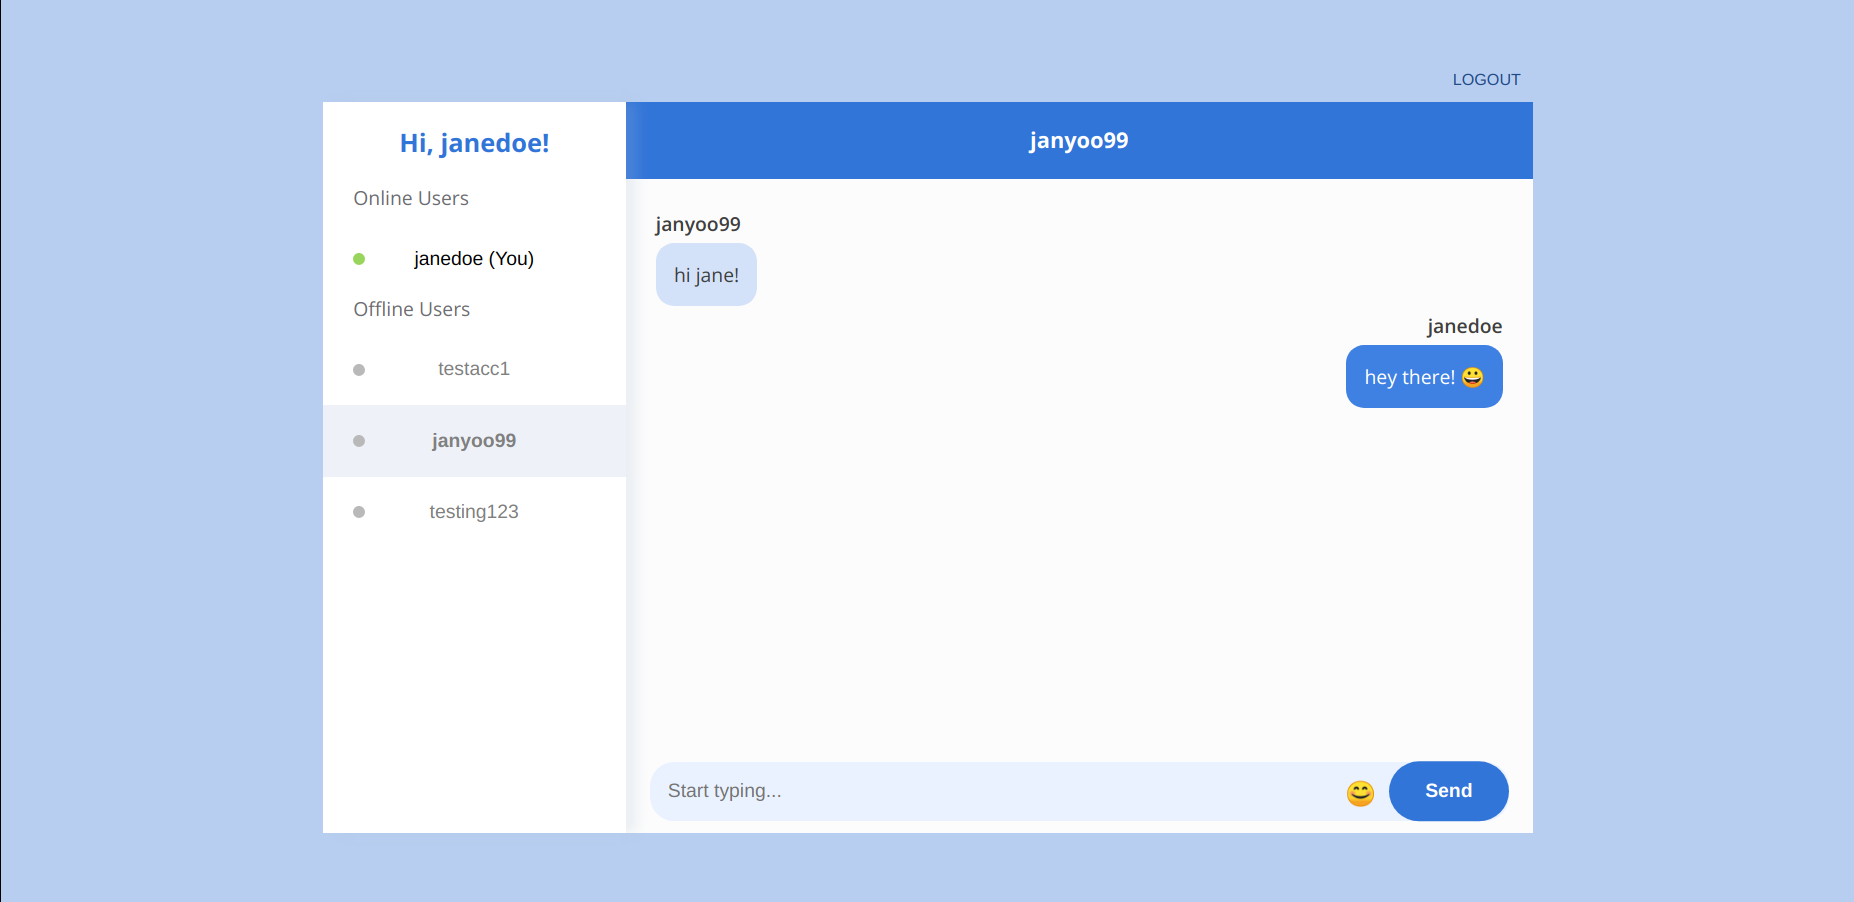 LOGOUT
Hi, janedoe!
Online Users
janedoe (You)
Offline Users
testacc1
janyoo99
testing123
janyoo99
janyoo99
hi jane!
janedoe
hey there! 😀
Start typing...
😊
Send